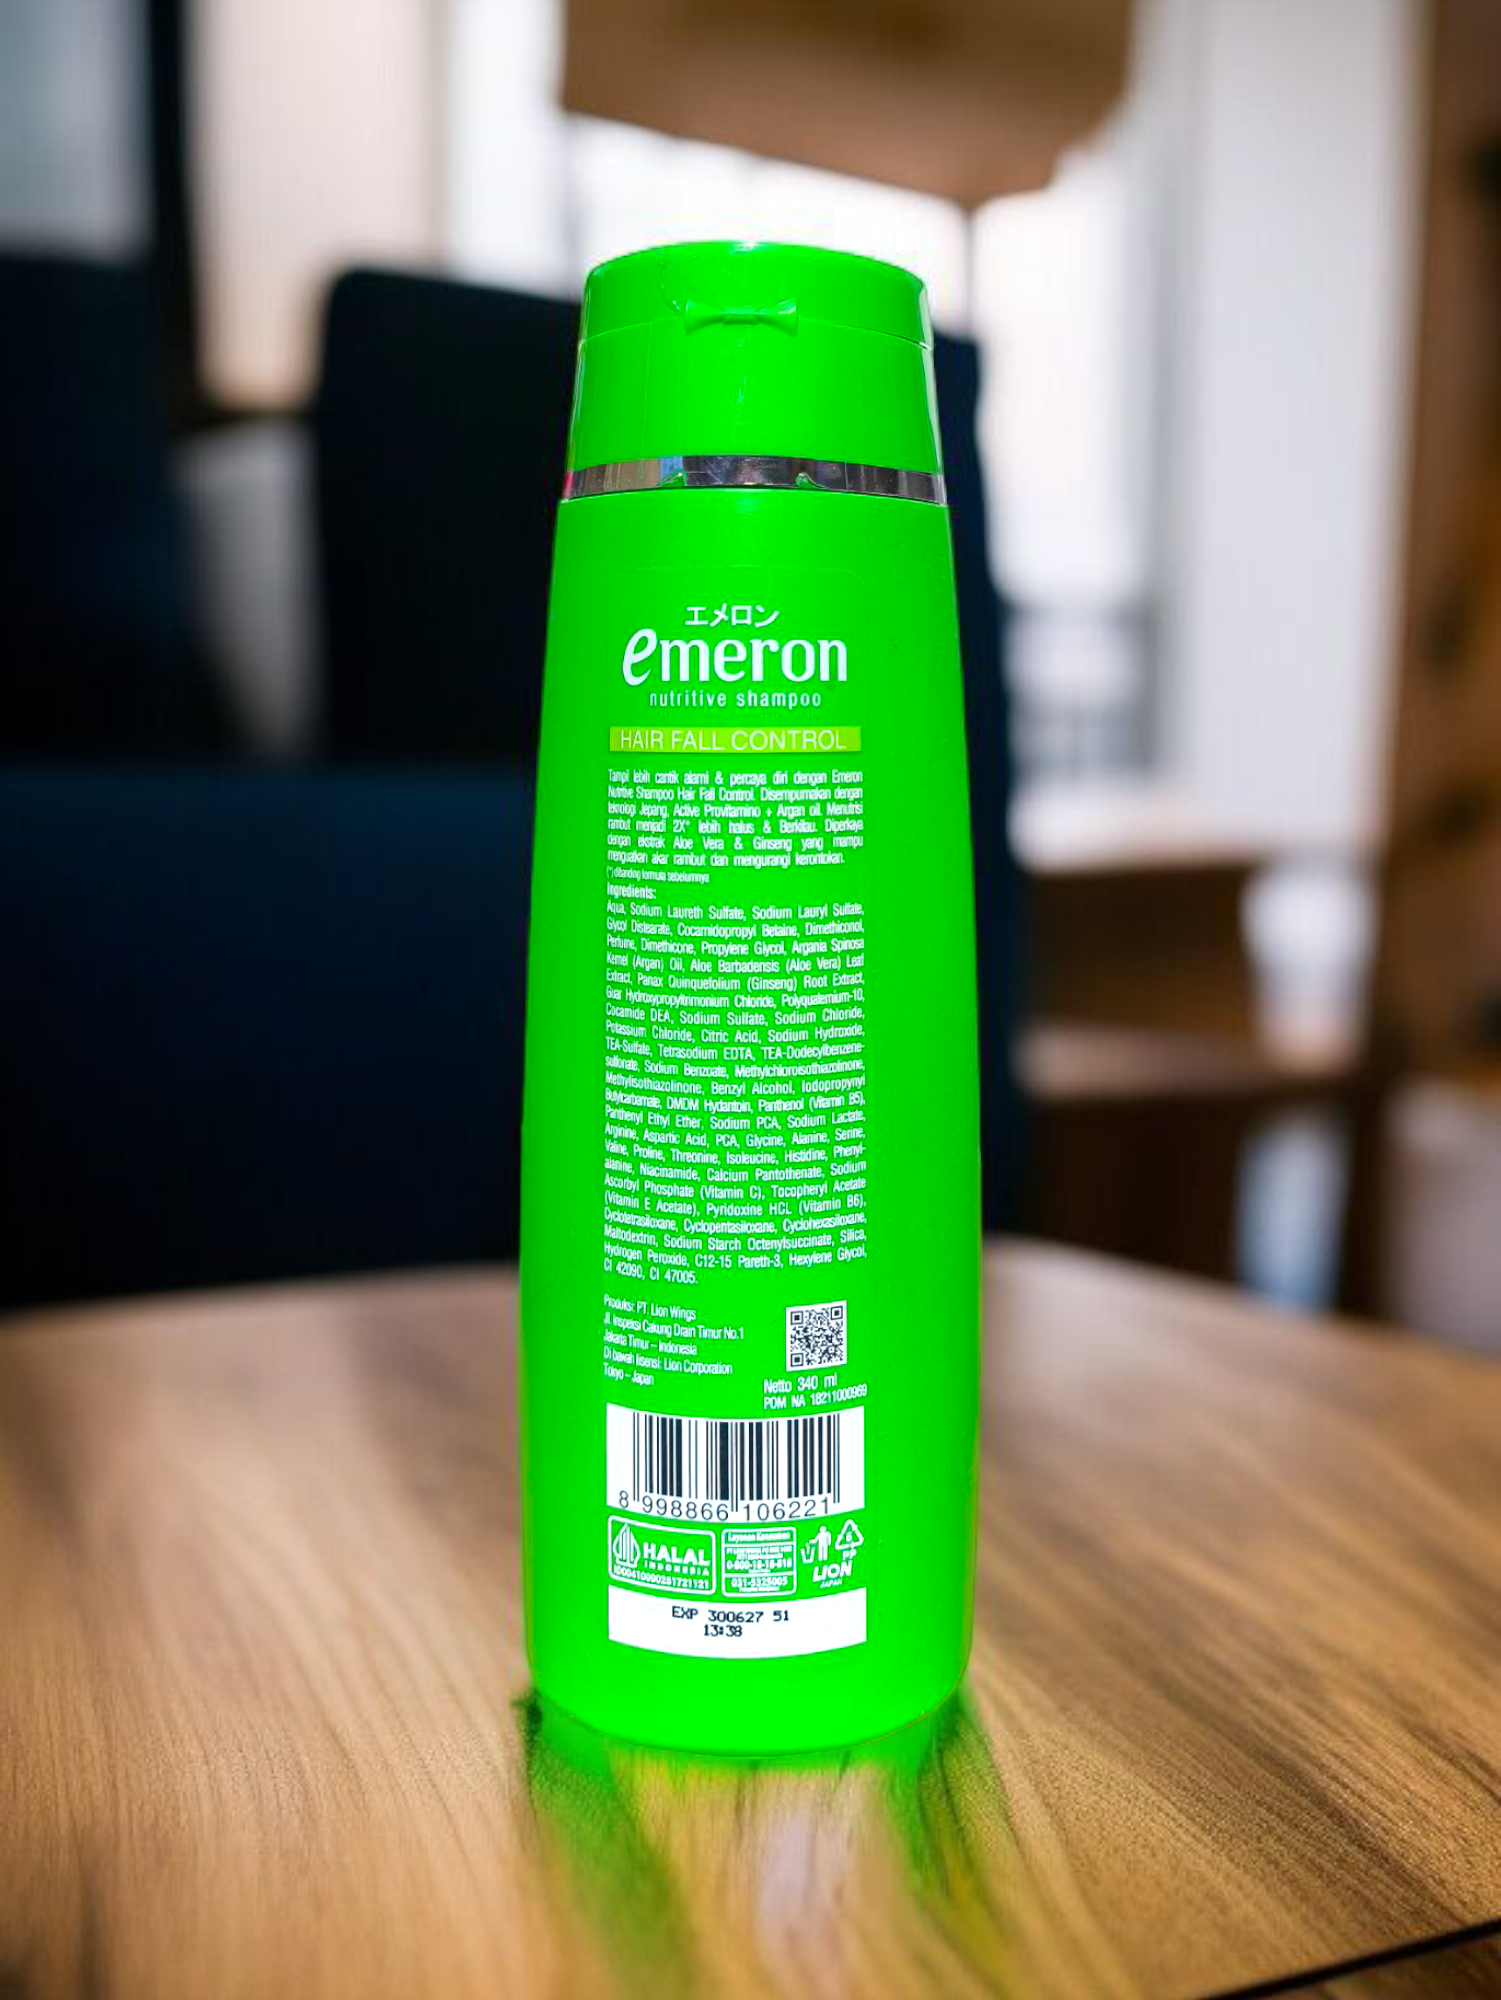 エメロン
emeron
nutritive shampoo
HAIR FALL CONTROL
Tampil lebih cantik alami & percaya diri dengan Emeron
Nutritive Shampoo Hair Fall Control. Disempurnakan dengan
teknologi Jepang, Active Provitamino + Argan oil. Menutrisi
rambut menjadi 2X* lebih halus & Berkilau. Diperkaya
dengan ekstrak Aloe Vera & Ginseng yang mampu
menguatkan akar rambut dan mengurangi kerontokan.
(*) dibanding formula sebelumnya
Ingredients:
Aqua, Sodium Laureth Sulfate, Sodium Lauryl Sulfate,
Glycol Distearate, Cocamidopropyl Betaine, Dimethiconol,
Perfume, Dimethicone, Propylene Glycol, Argania Spinosa
Kernel (Argan) Oil, Aloe Barbadensis (Aloe Vera) Leaf
Extract, Panax Quinquefolium (Ginseng) Root Extract,
Guar Hydroxypropyltrimonium Chloride, Polyquaternium-10,
Cocamide DEA, Sodium Sulfate, Sodium Chloride,
Potassium Chloride, Citric Acid, Sodium Hydroxide,
TEA-Sulfate, Tetrasodium EDTA, TEA-Dodecylbenzene-
sulfonate, Sodium Benzoate, Methylchloroisothiazolinone,
Methylisothiazolinone, Benzyl Alcohol, Iodopropynyl
Butylcarbamate, DMDM Hydantoin, Panthenol (Vitamin B5),
Panthenyl Ethyl Ether, Sodium PCA, Sodium Lactate,
Arginine, Aspartic Acid, PCA, Glycine, Alanine, Serine,
Valine, Proline, Threonine, Isoleucine, Histidine, Phenyl-
alanine, Niacinamide, Calcium Pantothenate, Sodium
Ascorbyl Phosphate (Vitamin C), Tocopheryl Acetate
(Vitamin E Acetate), Pyridoxine HCL (Vitamin B6),
Cyclotetrasiloxane, Cyclopentasiloxane, Cyclohexasiloxane,
Maltodextrin, Sodium Starch Octenylsuccinate, Silica,
Hydrogen Peroxide, C12-15 Pareth-3, Hexylene Glycol,
CI 42090, CI 47005.
Produksi: PT. Lion Wings
Jl. Inspeksi Cakung Drain Timur No.1
Jakarta Timur – Indonesia
Di bawah lisensi: Lion Corporation
Tokyo – Japan
Netto 340 ml
POM NA 18211000969
8 998866 106221
HALAL
INDONESIA
ID00410000261721121
Layanan Konsumen
0-800-18-18-818
031-5325005
6
PP
LION
JAPAN
EXP 300627 51
13:38